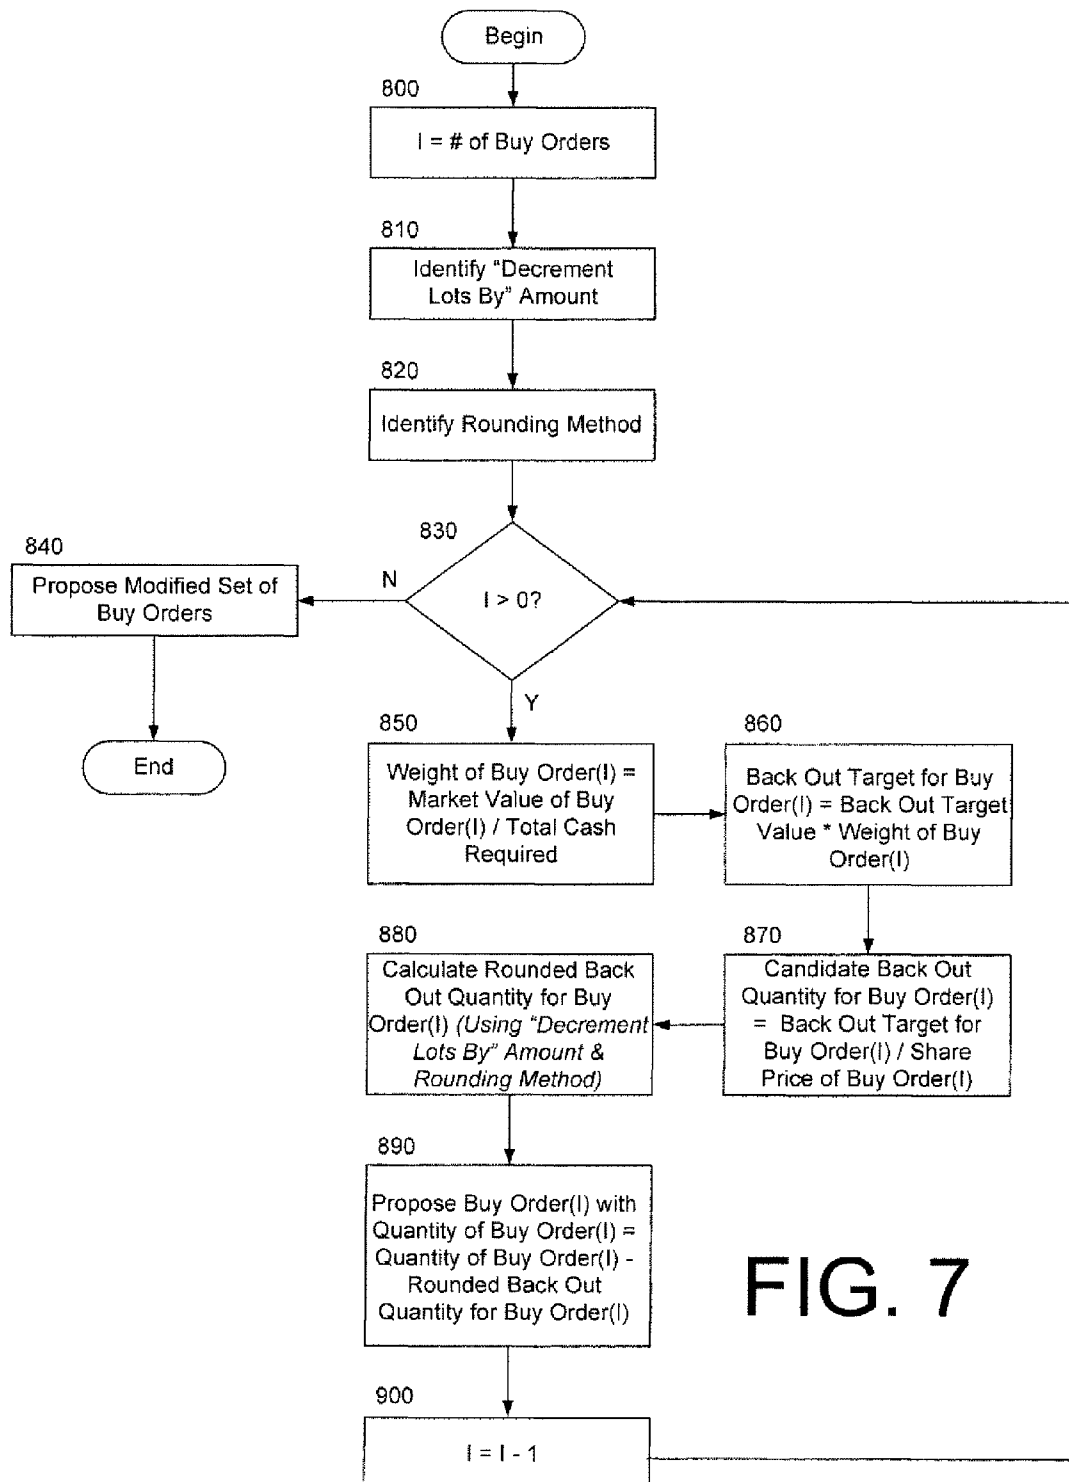 Begin
800
I = # of Buy Orders
810
Identify “Decrement
Lots By” Amount
820
Identify Rounding Method
830
I > 0?
N
Y
840
Propose Modified Set of
Buy Orders
End
850
Weight of Buy Order(I) =
Market Value of Buy
Order(I) / Total Cash
Required
860
Back Out Target for Buy
Order(I) = Back Out Target
Value * Weight of Buy
Order(I)
870
Candidate Back Out
Quantity for Buy Order(I)
= Back Out Target for
Buy Order(I) / Share
Price of Buy Order(I)
880
Calculate Rounded Back
Out Quantity for Buy
Order(I) (Using “Decrement
Lots By” Amount &
Rounding Method)
890
Propose Buy Order(I) with
Quantity of Buy Order(I) =
Quantity of Buy Order(I) -
Rounded Back Out
Quantity for Buy Order(I)
900
I = I - 1
FIG. 7